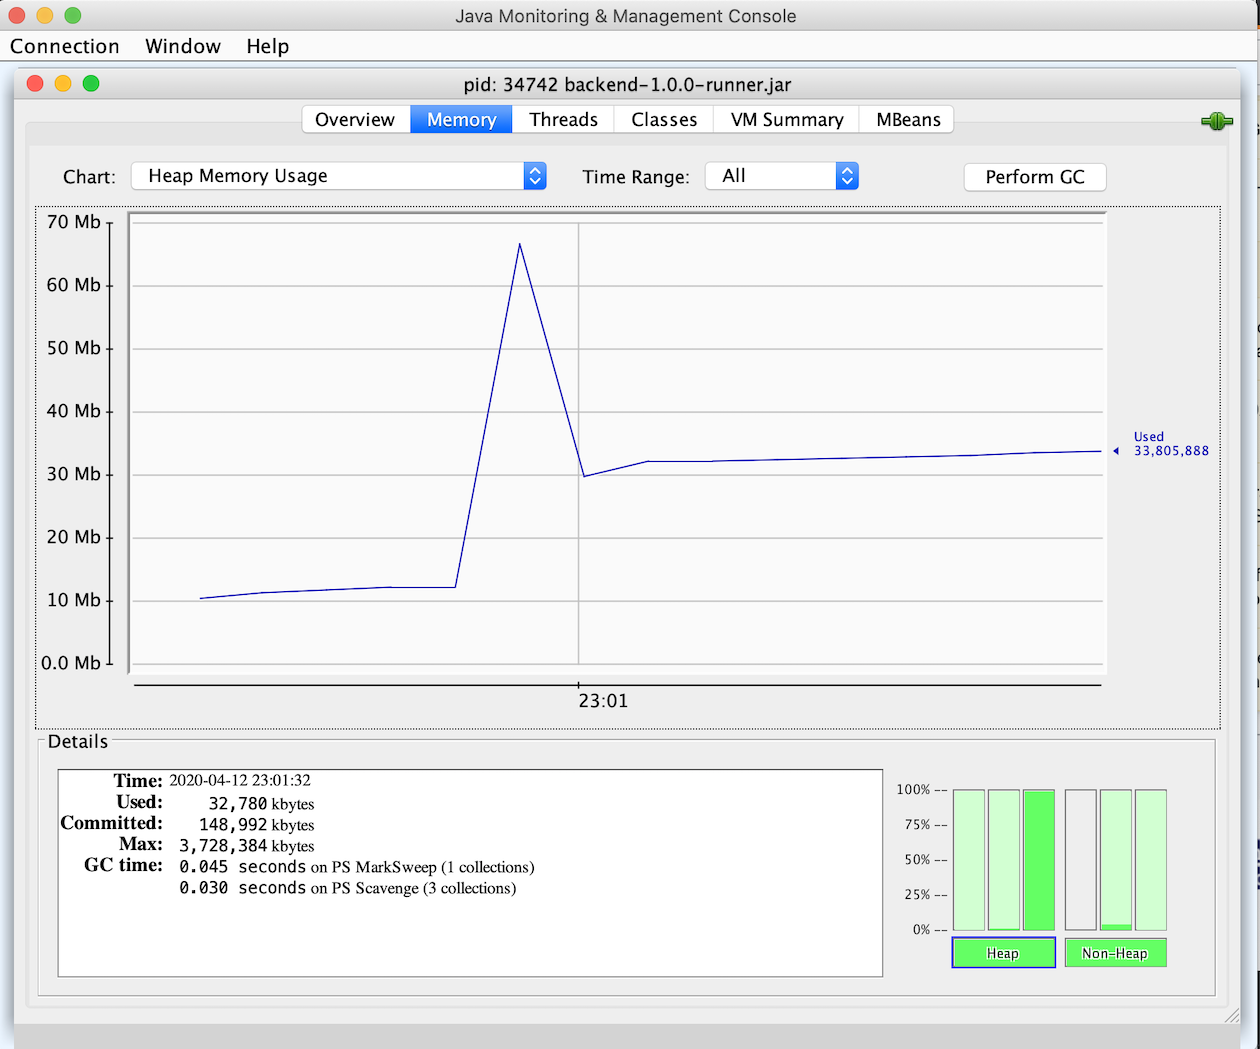 Java Monitoring & Management Console
Connection Window Help
pid: 34742 backend-1.0.0-runner.jar
Overview Memory Threads Classes VM Summary MBeans
Chart: Heap Memory Usage Time Range: All Perform GC
70 Mb
60 Mb
50 Mb
40 Mb
30 Mb
20 Mb
10 Mb
0.0 Mb
Used
33,805,888
23:01
Details
Time: 2020-04-12 23:01:32
Used: 32,780 kbytes
Committed: 148,992 kbytes
Max: 3,728,384 kbytes
GC time: 0.045 seconds on PS MarkSweep (1 collections)
0.030 seconds on PS Scavenge (3 collections)
100% --
75% --
50% --
25% --
0% --
Heap Non-Heap